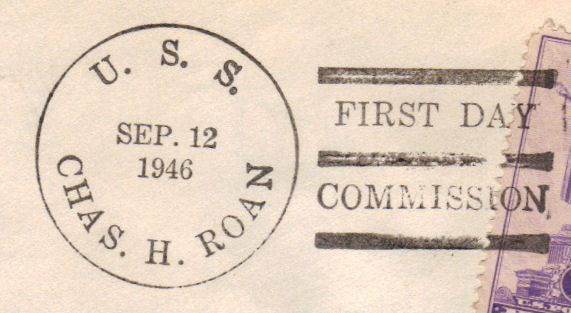 U. S. S.
SEP. 12
1946
CHAS. H. ROAN
FIRST DAY
COMMISSION